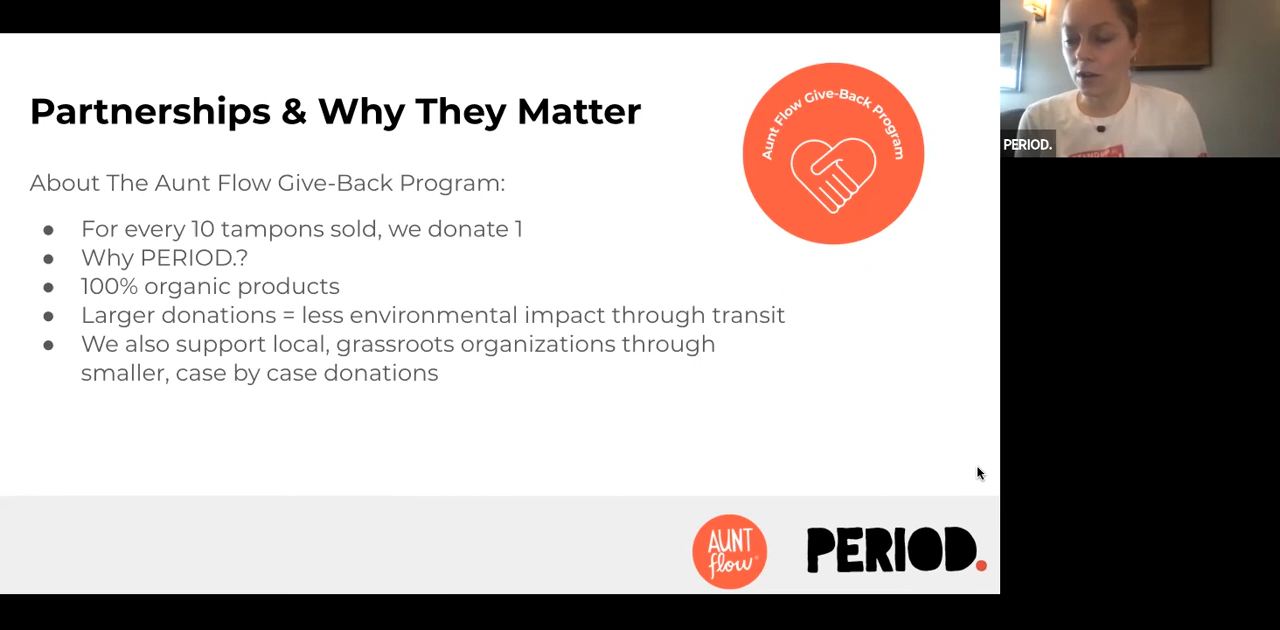 Partnerships & Why They Matter
Aunt Flow Give-Back Program
About The Aunt Flow Give-Back Program:
● For every 10 tampons sold, we donate 1
● Why PERIOD.?
● 100% organic products
● Larger donations = less environmental impact through transit
● We also support local, grassroots organizations through
smaller, case by case donations
AUNT
flow
PERIOD.
PERIOD.